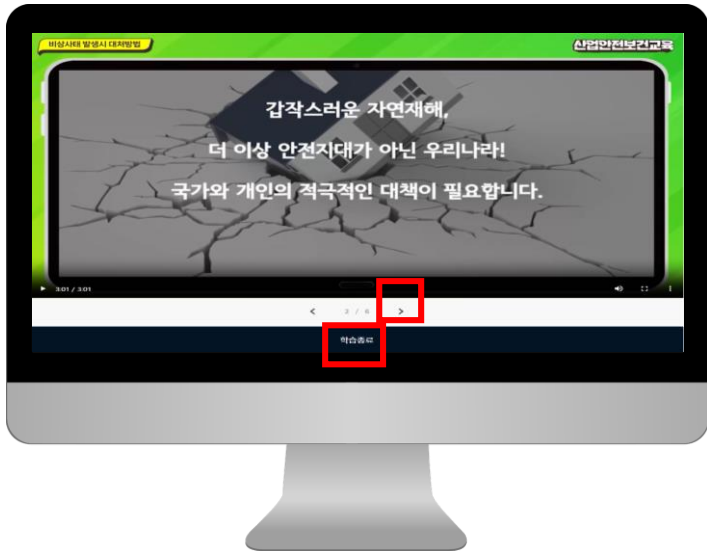 비상사태 발생시 대처방법
산업안전보건교육
갑작스러운 자연재해,
더 이상 안전지대가 아닌 우리나라!
국가와 개인의 적극적인 대책이 필요합니다.
3:01 / 3:01
< 2 / 6 >
학습종료